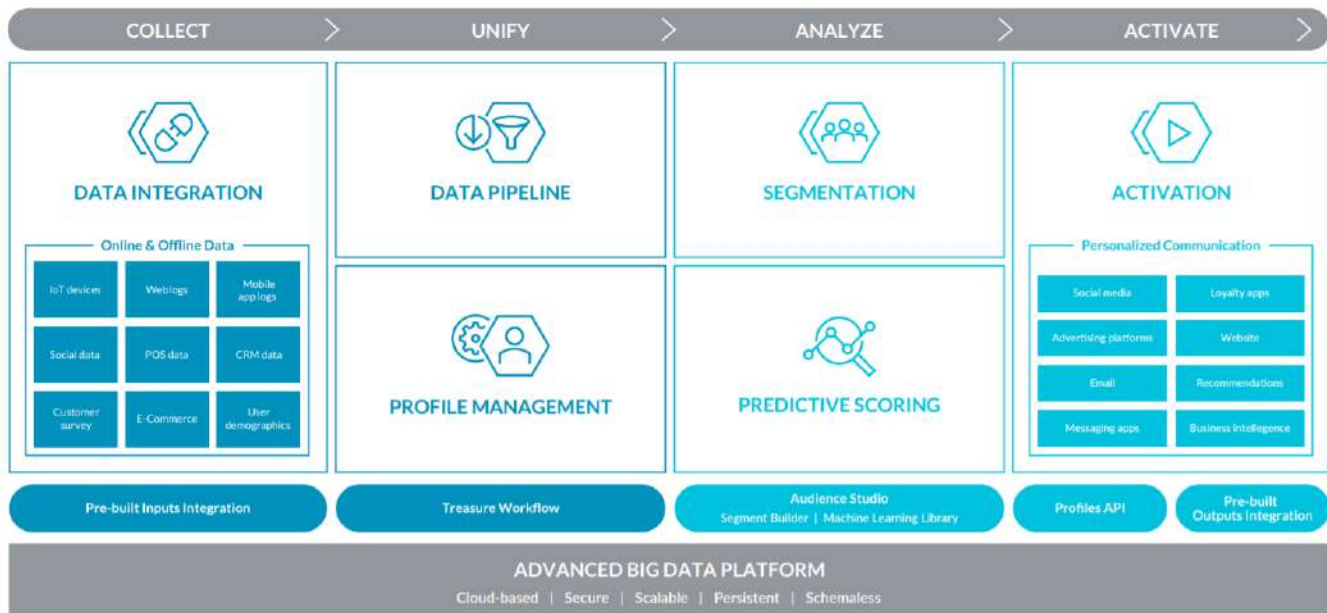 COLLECT
UNIFY
ANALYZE
ACTIVATE
DATA INTEGRATION
Online & Offline Data
IoT devices
Weblogs
Mobile
app logs
Social data
POS data
CRM data
Customer
survey
E-Commerce
User
demographics
DATA PIPELINE
PROFILE MANAGEMENT
SEGMENTATION
PREDICTIVE SCORING
ACTIVATION
Personalized Communication
Social media
Loyalty apps
Advertising platforms
Website
Email
Recommendations
Messaging apps
Business intellegence
Pre-built Inputs Integration
Treasure Workflow
Audience Studio
Segment Builder | Machine Learning Library
Profiles API
Pre-built
Outputs Integration
ADVANCED BIG DATA PLATFORM
Cloud-based | Secure | Scalable | Persistent | Schemaless